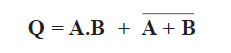 Q = A.B + A̅ ̅+̅ ̅B̅